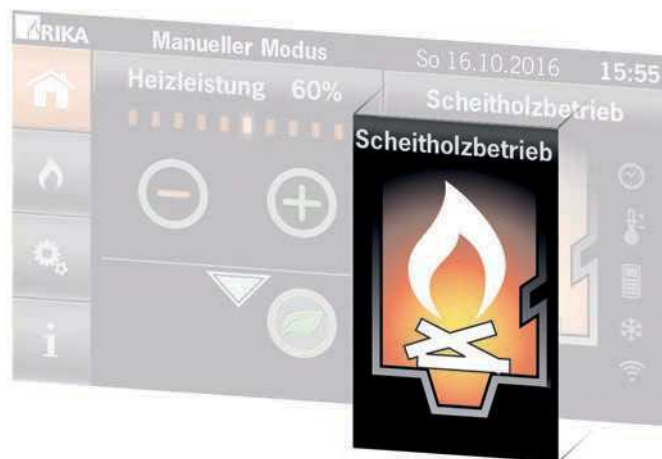 RIKA
Manueller Modus
So 16.10.2016
15:55
Heizleistung 60%
Scheitholzbetrieb
Scheitholzbetrieb
i